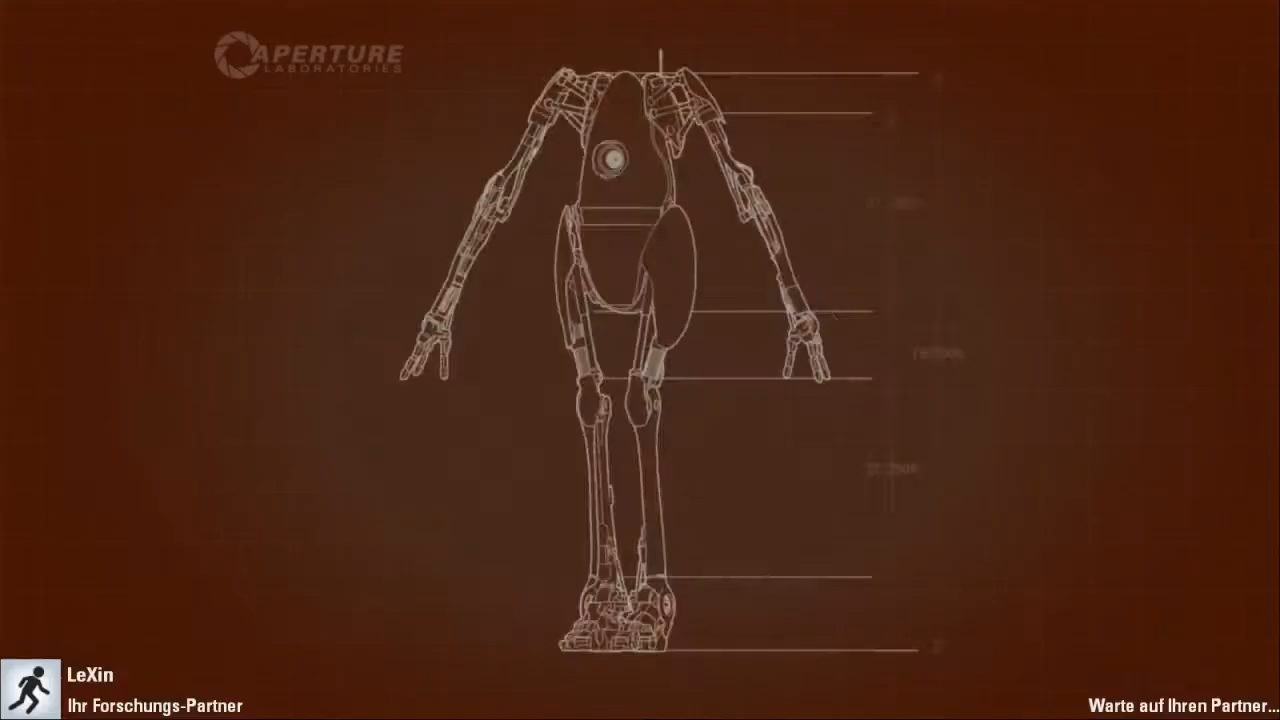 APERTURE
LABORATORIES
LeXin
Ihr Forschungs-Partner
Warte auf Ihren Partner...